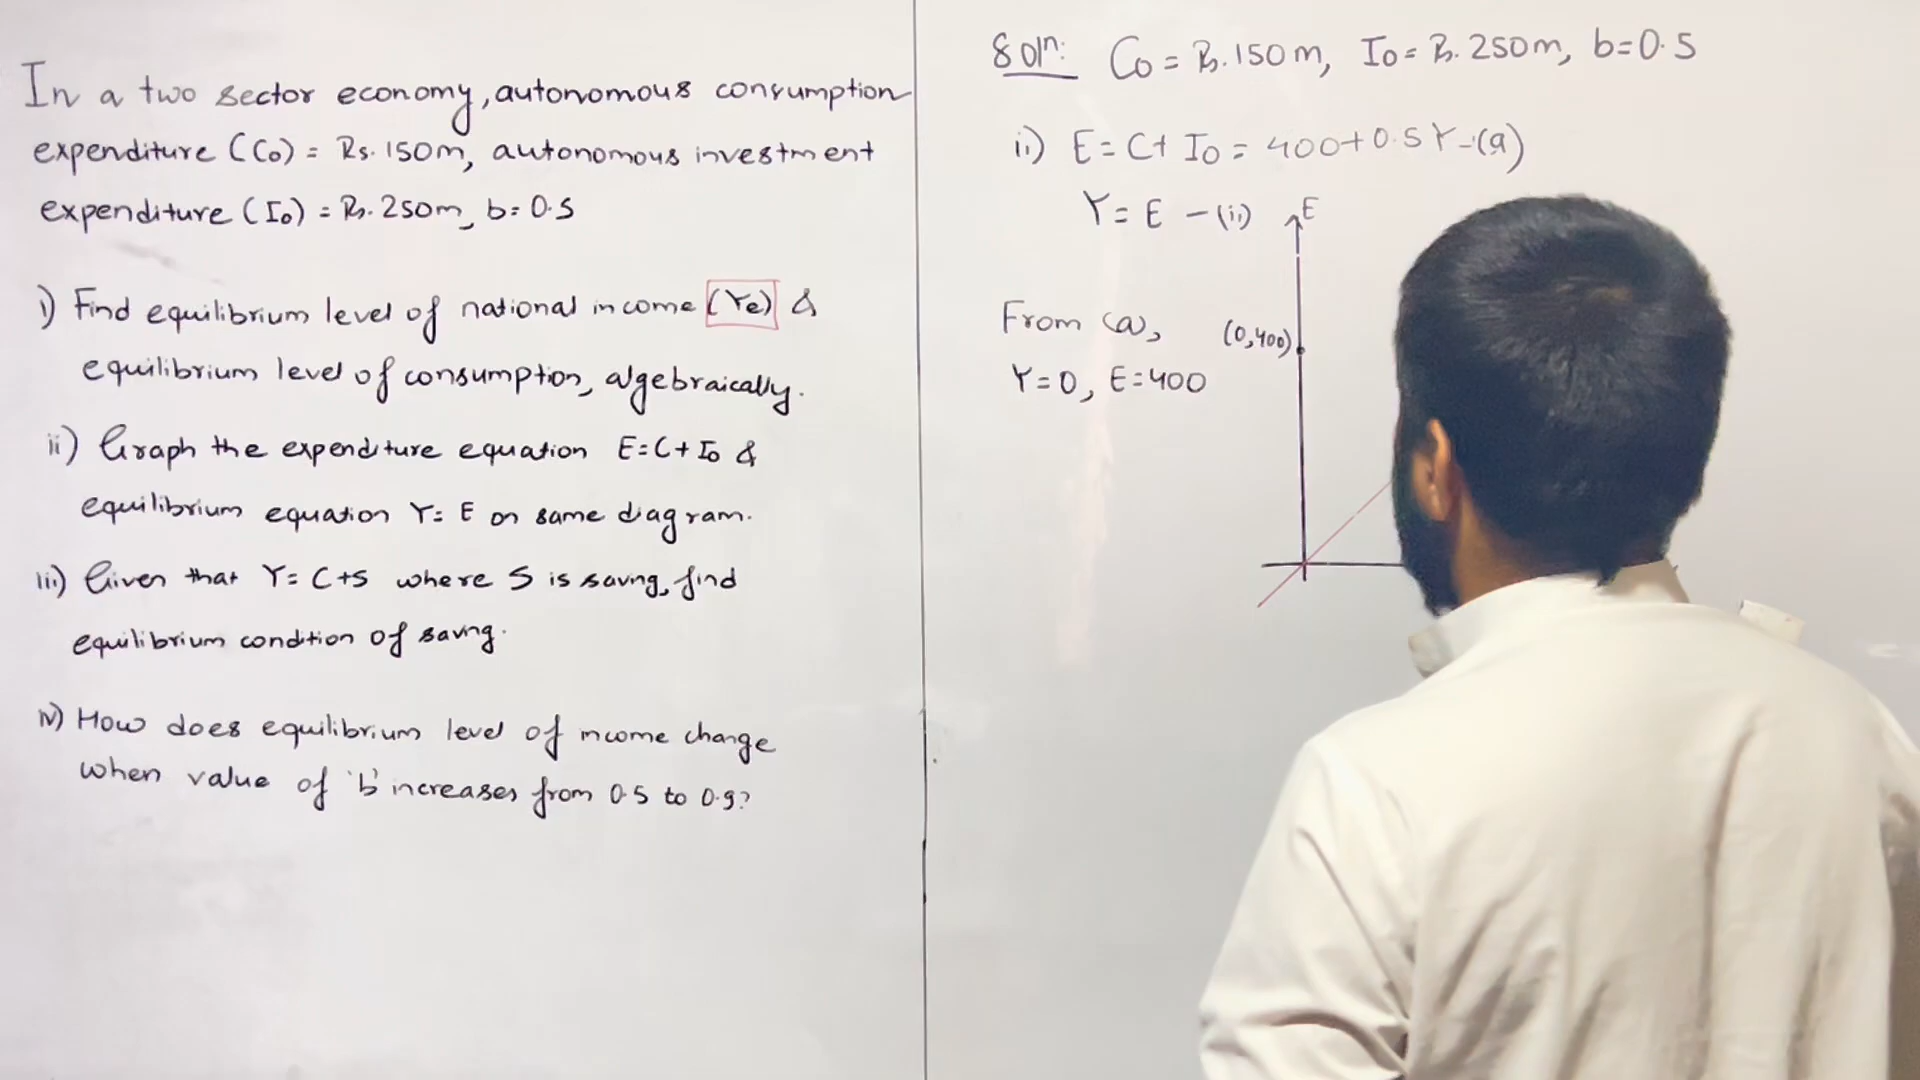 In a two sector economy, autonomous consumption
expenditure (C₀) = Rs. 150m, autonomous investment
expenditure (I₀) = Rs. 250m, b = 0.5
i) Find equilibrium level of national income (Ye) &
equilibrium level of consumption, algebraically.
ii) Graph the expenditure equation E = C + I₀ &
equilibrium equation Y = E on same diagram.
iii) Given that Y = C + S where S is saving, find
equilibrium condition of saving.
iv) How does equilibrium level of income change
when value of 'b' increases from 0.5 to 0.9?
Soln: C₀ = Rs. 150m, I₀ = Rs. 250m, b = 0.5
ii) E = C + I₀ = 400 + 0.5Y - (a)
Y = E - (ii)
E
From (a),
(0,400)
Y = 0, E = 400